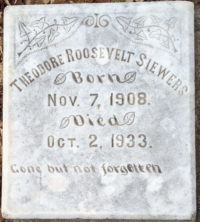 THEODORE ROOSEVELT SIEWERS
Born
Nov. 7, 1908.
Died
Oct. 2, 1933.
Gone but not forgotten